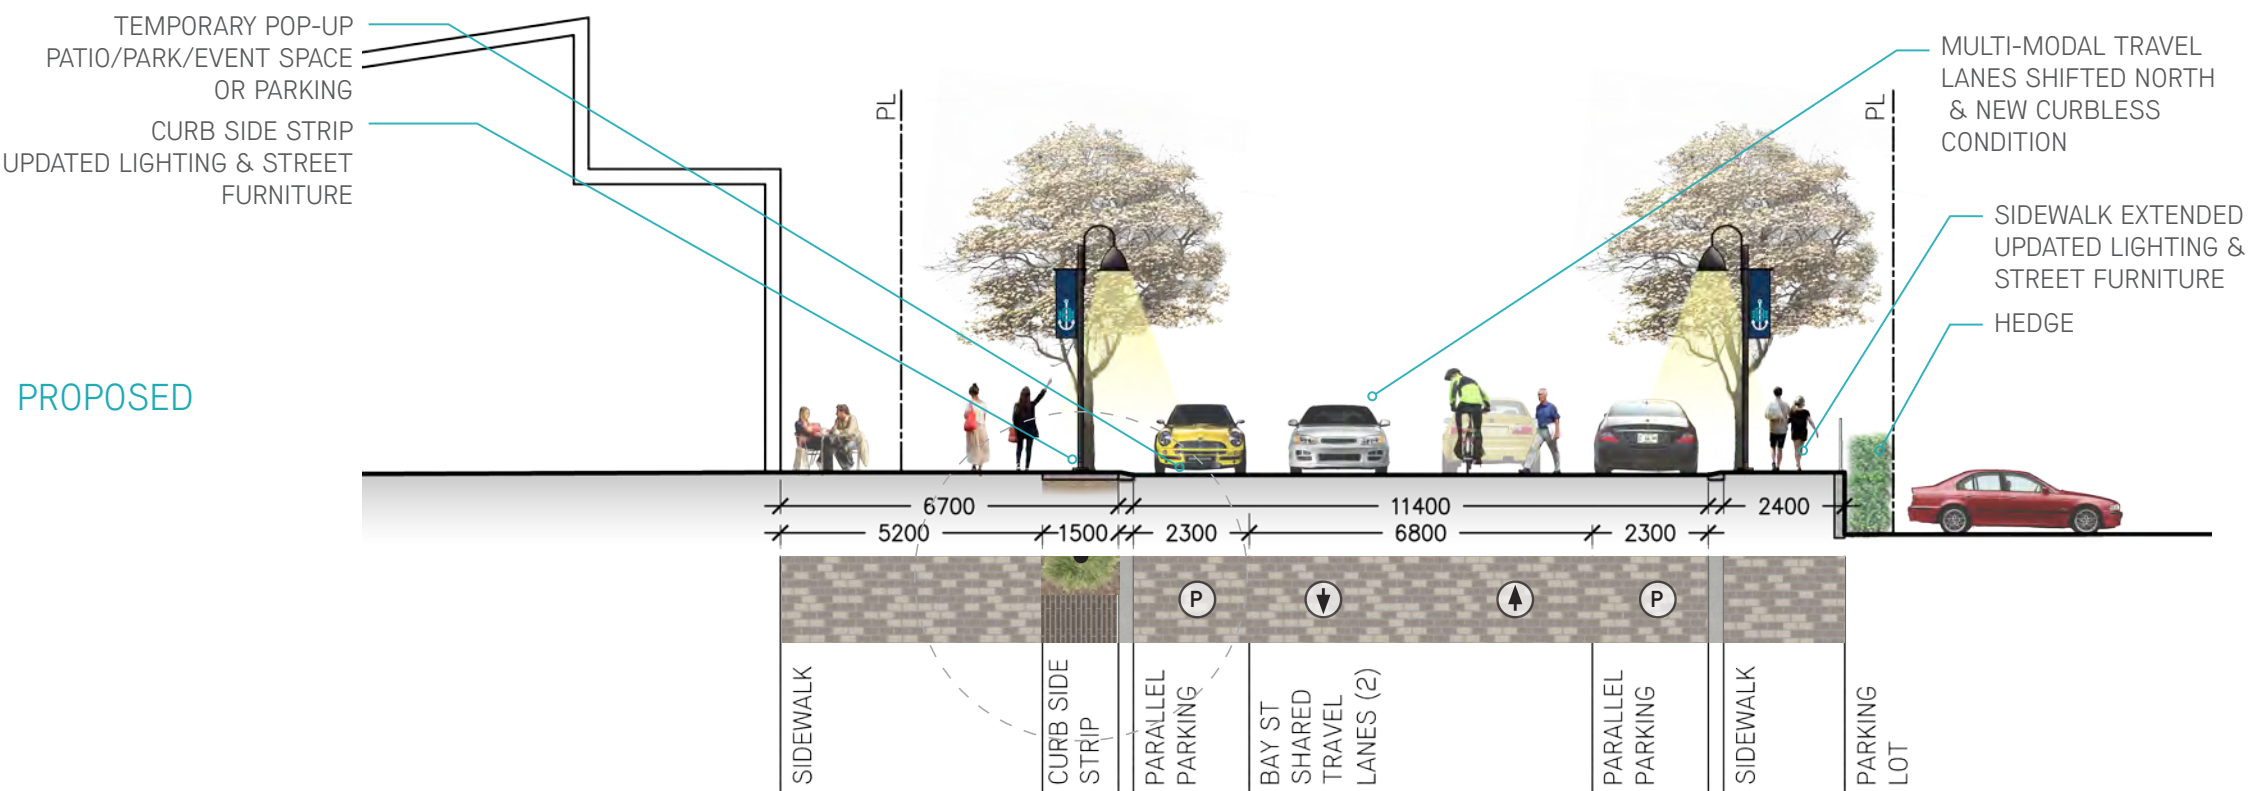 TEMPORARY POP-UP
PATIO/PARK/EVENT SPACE
OR PARKING
CURB SIDE STRIP
UPDATED LIGHTING & STREET
FURNITURE
PROPOSED
PL
PL
MULTI-MODAL TRAVEL
LANES SHIFTED NORTH
& NEW CURBLESS
CONDITION
SIDEWALK EXTENDED
UPDATED LIGHTING &
STREET FURNITURE
HEDGE
6700
11400
2400
5200
1500
2300
6800
2300
P
P
SIDEWALK
CURB SIDE
STRIP
PARALLEL
PARKING
BAY ST
SHARED
TRAVEL
LANES (2)
PARALLEL
PARKING
SIDEWALK
PARKING
LOT